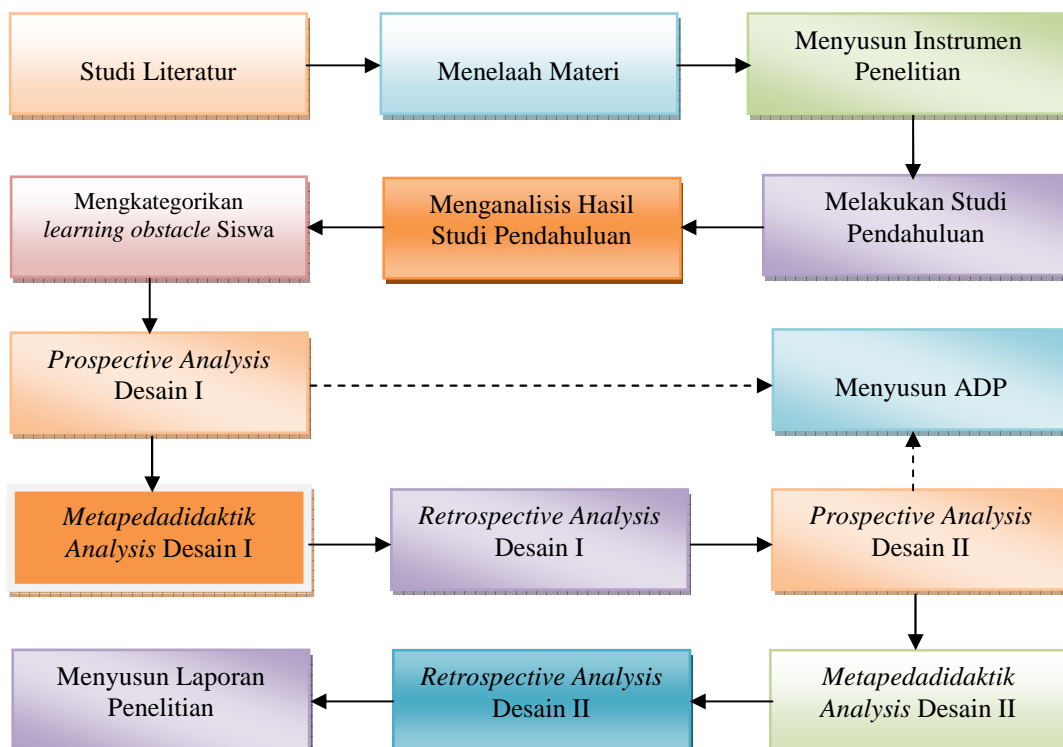 Studi Literatur
Menelaah Materi
Menyusun Instrumen
Penelitian
Mengkategorikan
learning obstacle Siswa
Menganalisis Hasil
Studi Pendahuluan
Melakukan Studi
Pendahuluan
Prospective Analysis
Desain I
Menyusun ADP
Metapedadidaktik
Analysis Desain I
Retrospective Analysis
Desain I
Prospective Analysis
Desain II
Menyusun Laporan
Penelitian
Retrospective Analysis
Desain II
Metapedadidaktik
Analysis Desain II